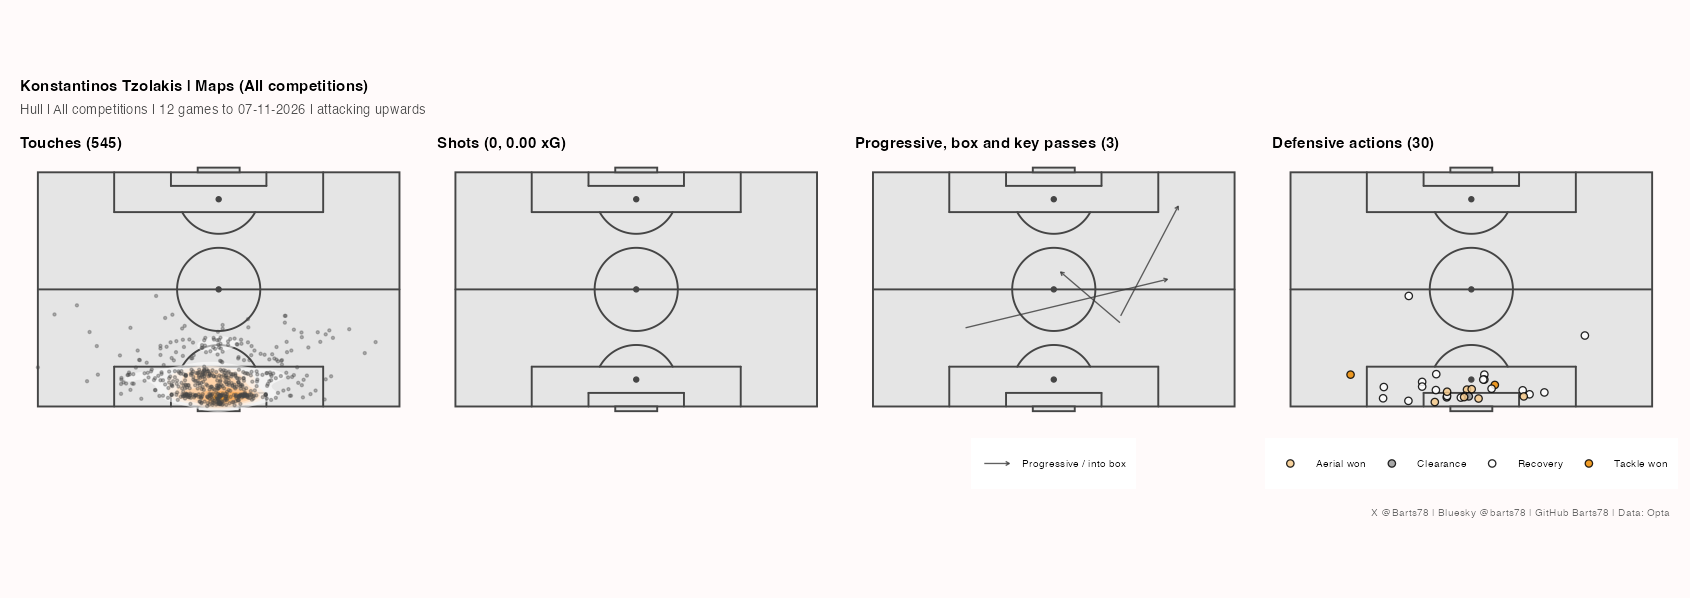 Konstantinos Tzolakis | Maps (All competitions)
Hull | All competitions | 12 games to 07-11-2026 | attacking upwards
Touches (545)
Shots (0, 0.00 xG)
Progressive, box and key passes (3)
Defensive actions (30)
Progressive / into box
Aerial won
Clearance
Recovery
Tackle won
X @Barts78 | Bluesky @barts78 | GitHub Barts78 | Data: Opta